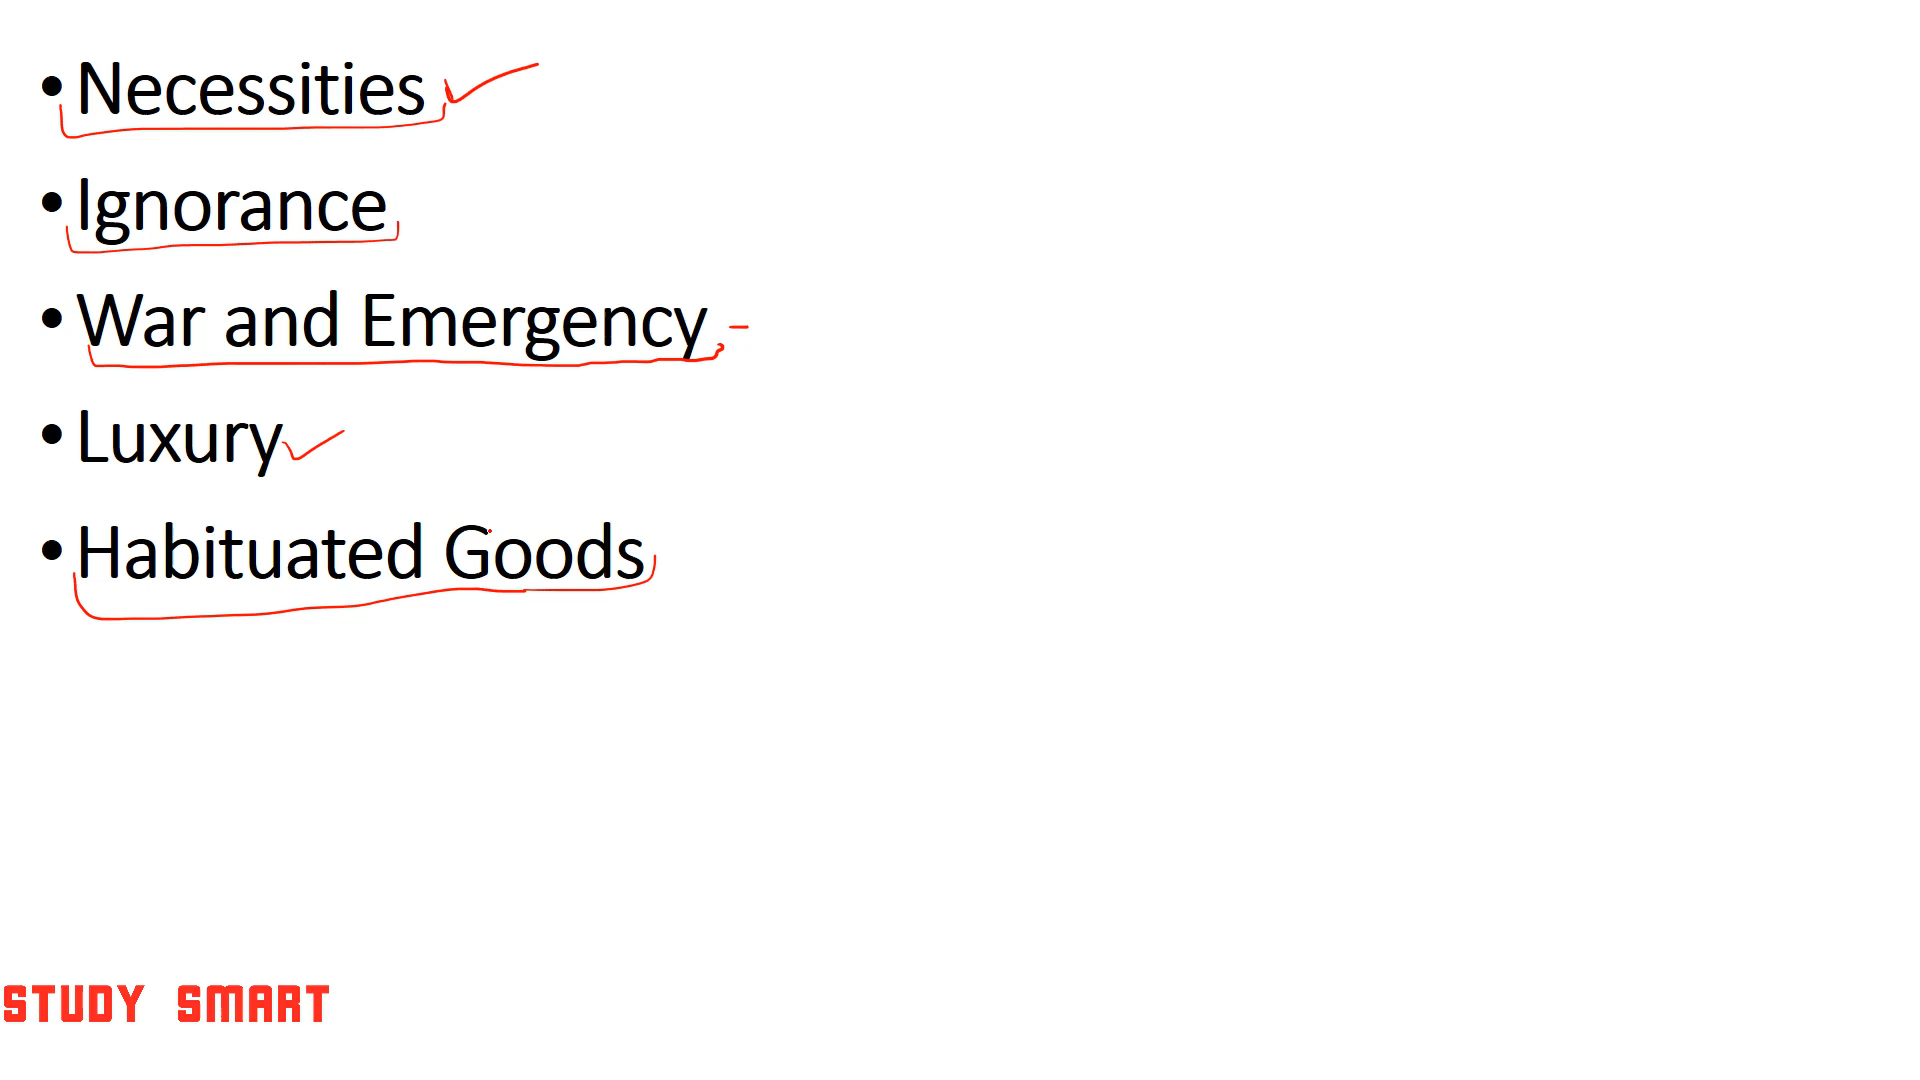 • Necessities
• Ignorance
• War and Emergency
• Luxury
• Habituated Goods
STUDY SMART